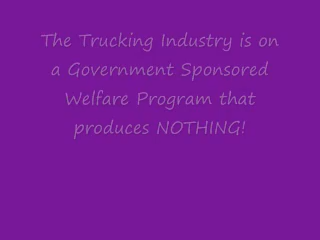 The Trucking Industry is on
a Government Sponsored
Welfare Program that
produces NOTHING!